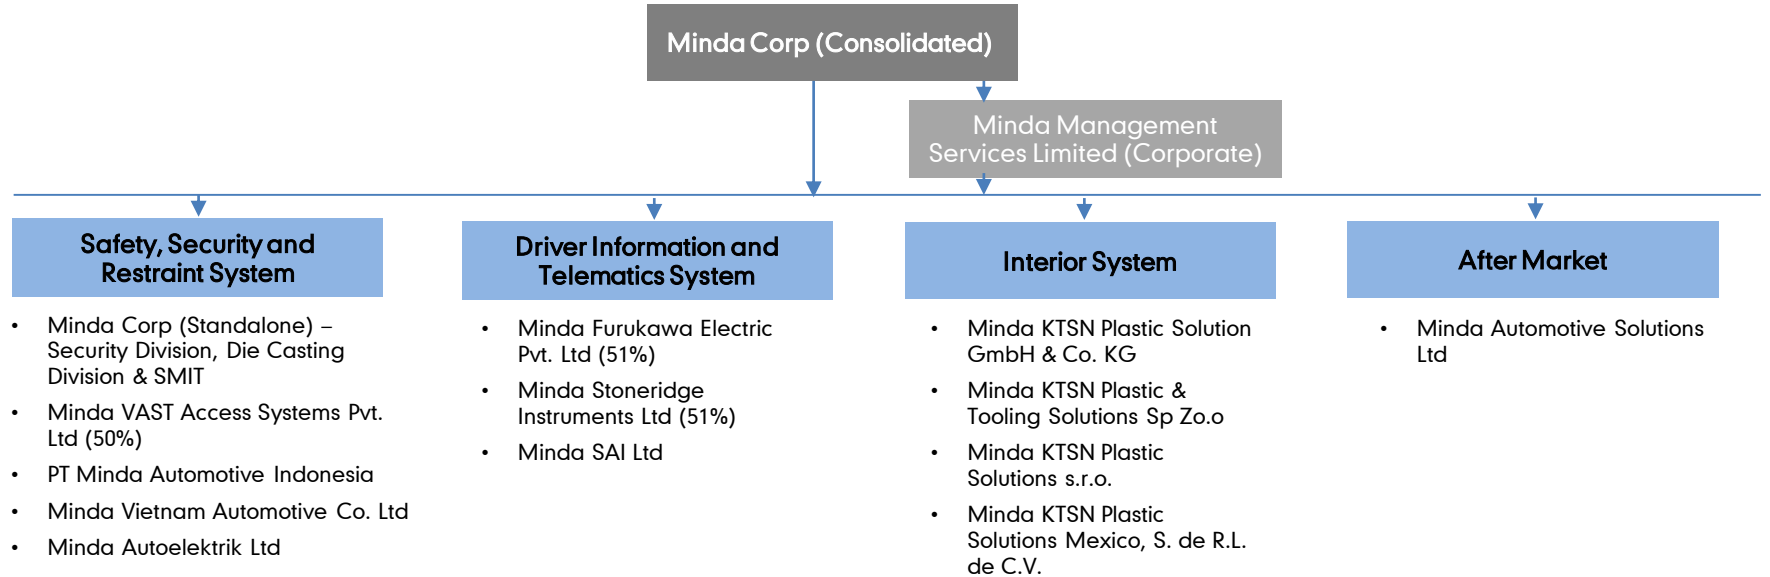 Minda Corp (Consolidated)
Minda Management
Services Limited (Corporate)
Safety, Security and
Restraint System
• Minda Corp (Standalone) –
Security Division, Die Casting
Division & SMIT
• Minda VAST Access Systems Pvt.
Ltd (50%)
• PT Minda Automotive Indonesia
• Minda Vietnam Automotive Co. Ltd
• Minda Autoelektrik Ltd
Driver Information and
Telematics System
• Minda Furukawa Electric
Pvt. Ltd (51%)
• Minda Stoneridge
Instruments Ltd (51%)
• Minda SAI Ltd
Interior System
• Minda KTSN Plastic Solution
GmbH & Co. KG
• Minda KTSN Plastic &
Tooling Solutions Sp Zo.o
• Minda KTSN Plastic
Solutions s.r.o.
• Minda KTSN Plastic
Solutions Mexico, S. de R.L.
de C.V.
After Market
• Minda Automotive Solutions
Ltd